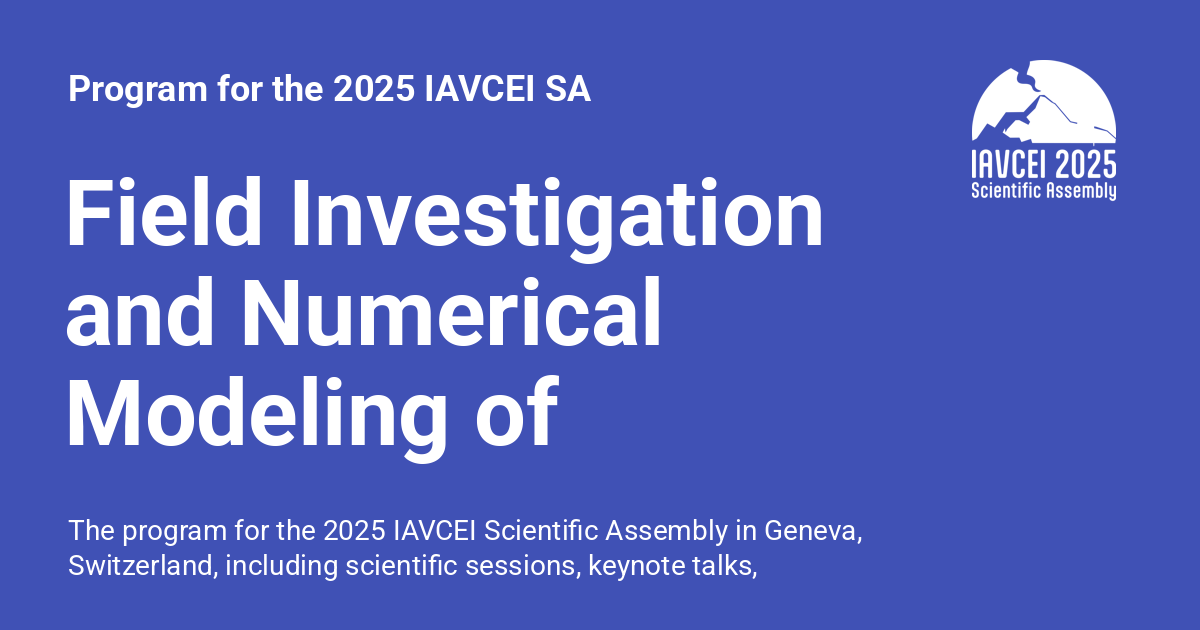 Program for the 2025 IAVCEI SA
IAVCEI 2025
Scientific Assembly
Field Investigation
and Numerical
Modeling of
The program for the 2025 IAVCEI Scientific Assembly in Geneva,
Switzerland, including scientific sessions, keynote talks,